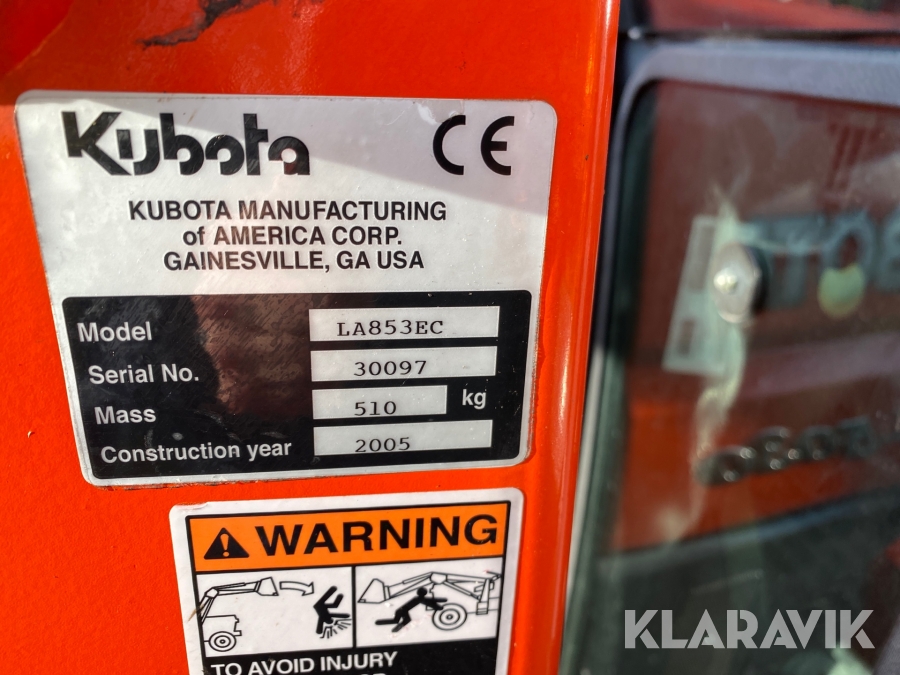 Kubota CE
KUBOTA MANUFACTURING
of AMERICA CORP.
GAINESVILLE, GA USA
Model LA853EC
Serial No. 30097
Mass 510 kg
Construction year 2005
WARNING
TO AVOID INJURY
KLARAVIK